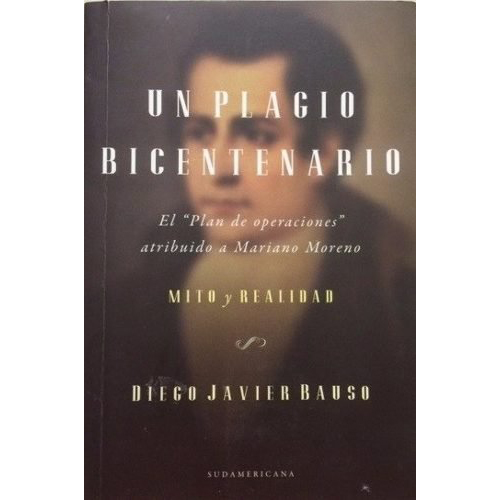 UN PLAGIO
BICENTENARIO
El “Plan de operaciones”
atribuido a Mariano Moreno
MITO y REALIDAD
DIEGO JAVIER BAUSO
SUDAMERICANA